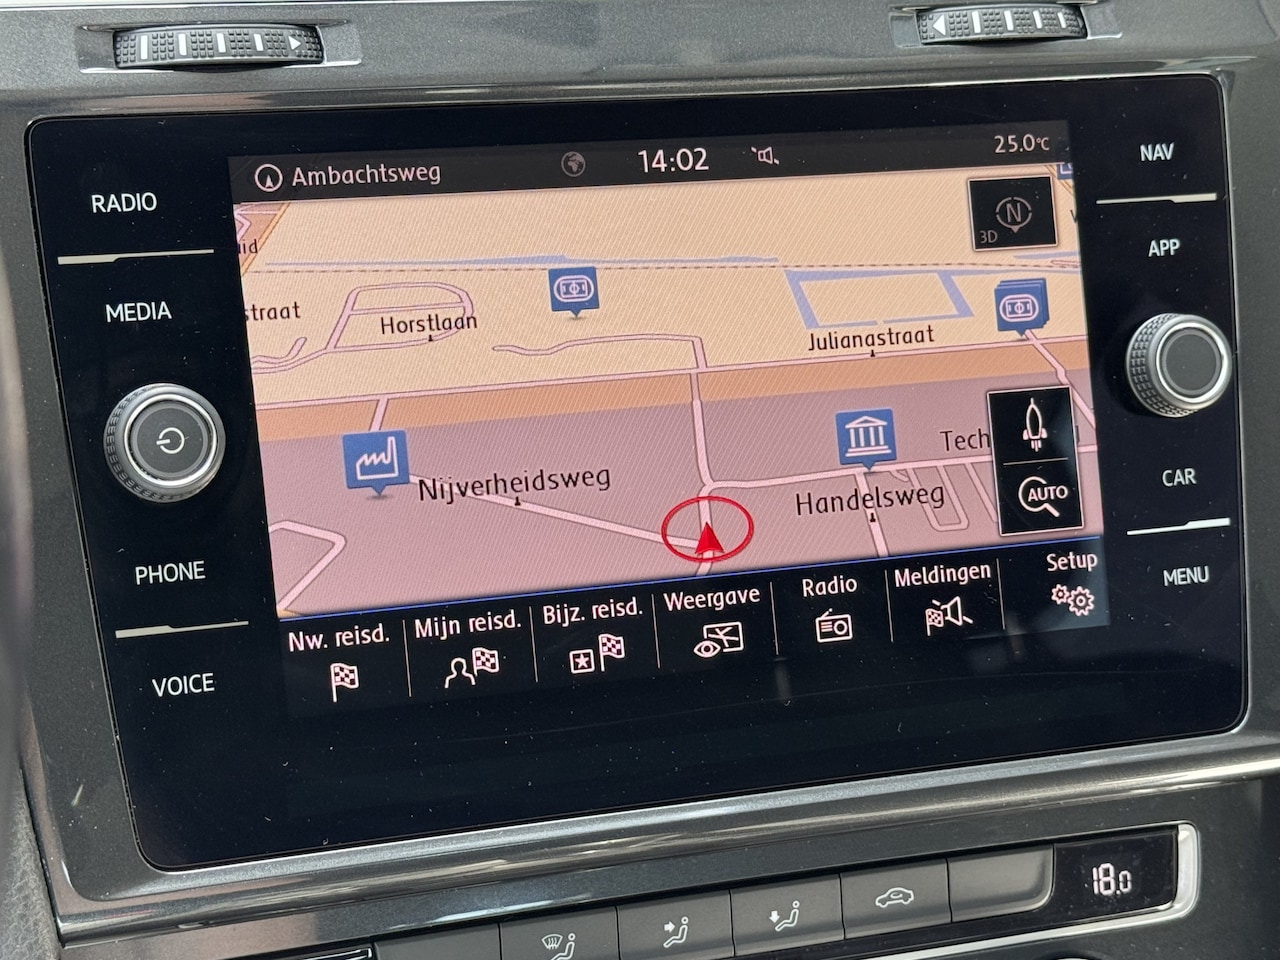 Ambachtsweg
14:02
25.0°C
RADIO
MEDIA
PHONE
VOICE
NAV
APP
CAR
MENU
N
3D
straat
Horstlaan
Julianastraat
Nijverheidsweg
Handelsweg
Tech
AUTO
Nw. reisd.
Mijn reisd.
Bijz. reisd.
Weergave
Radio
Meldingen
Setup
18.0